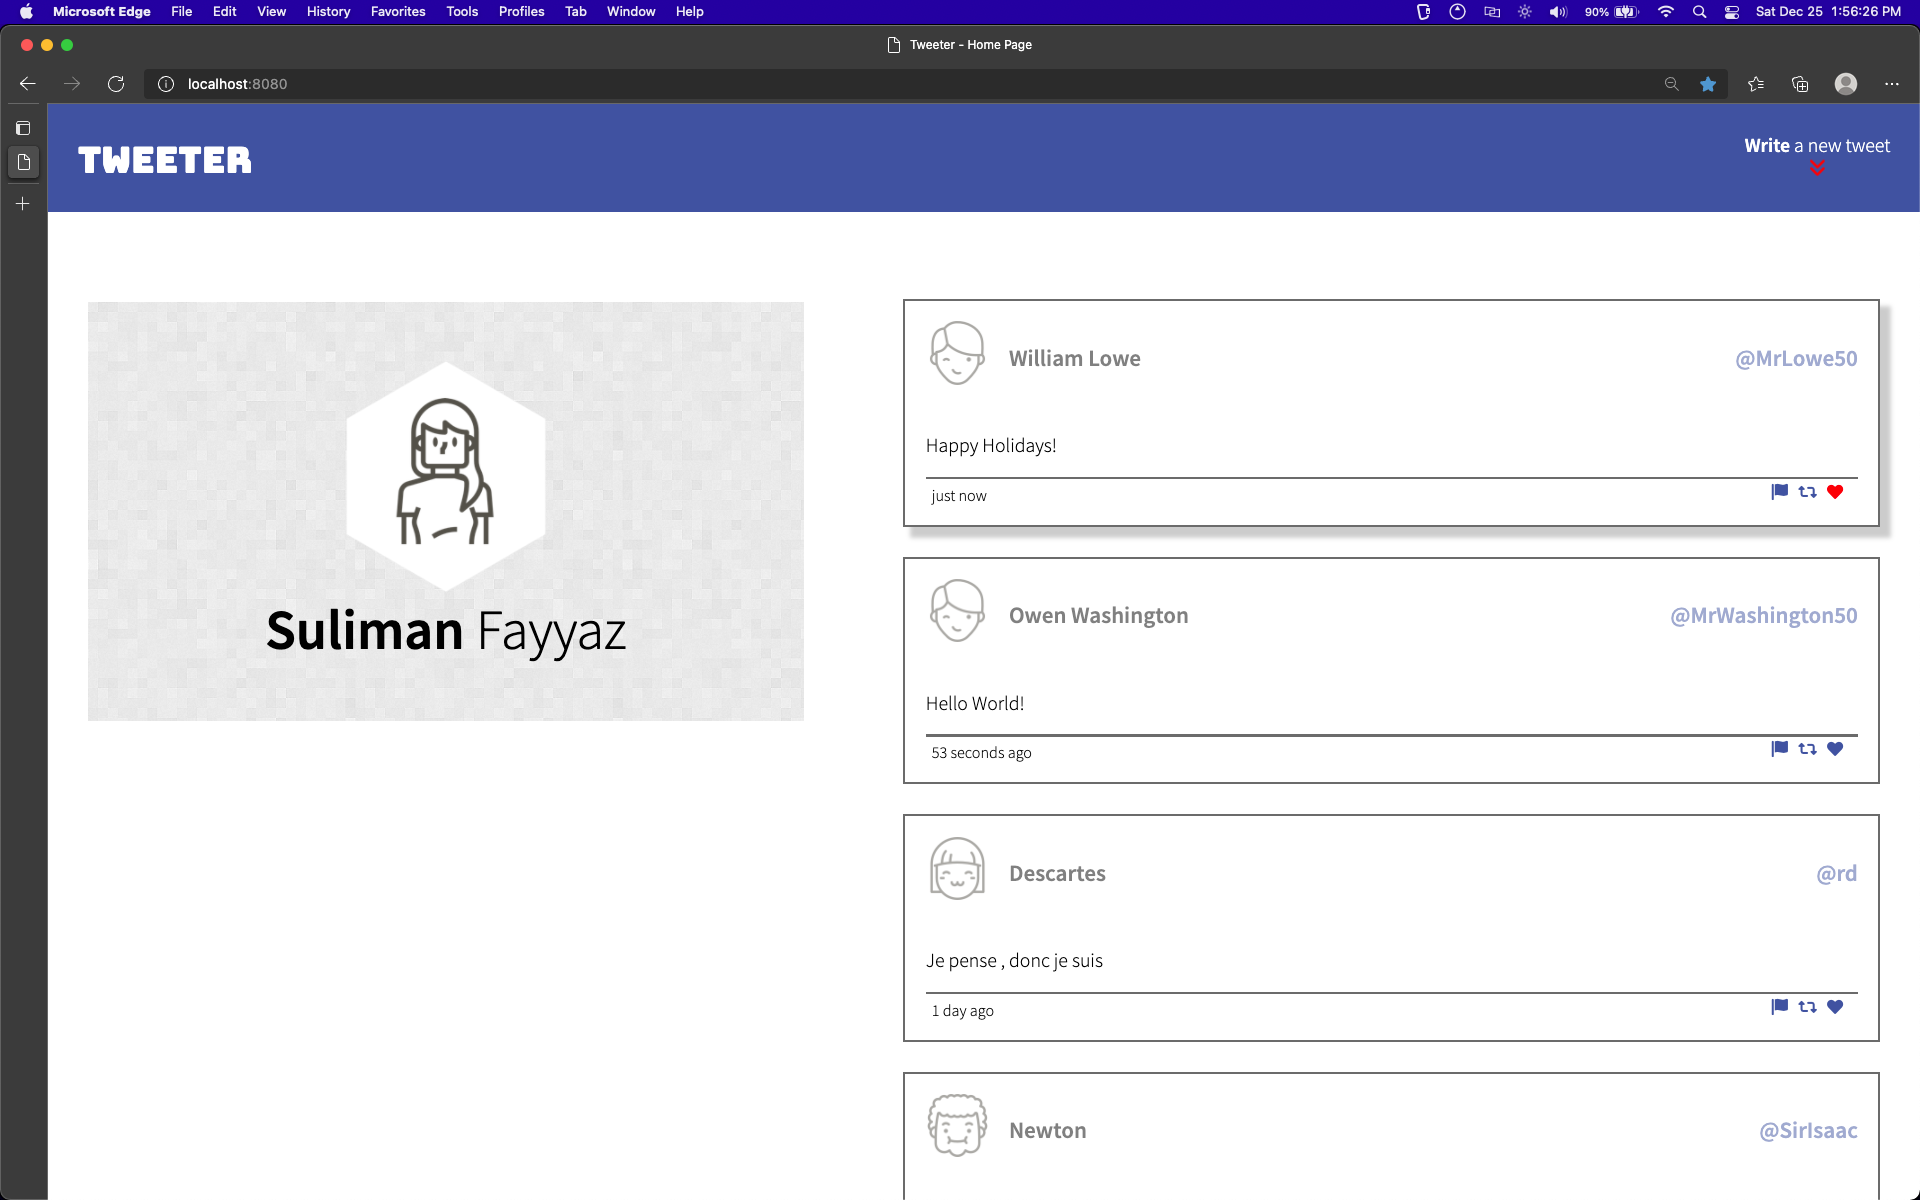 Microsoft Edge File Edit View History Favorites Tools Profiles Tab Window Help 90% Sat Dec 25 1:56:26 PM
Tweeter - Home Page
localhost:8080
TWEETER
Write a new tweet
Suliman Fayyaz
William Lowe @MrLowe50
Happy Holidays!
just now
Owen Washington @MrWashington50
Hello World!
53 seconds ago
Descartes @rd
Je pense , donc je suis
1 day ago
Newton @SirIsaac